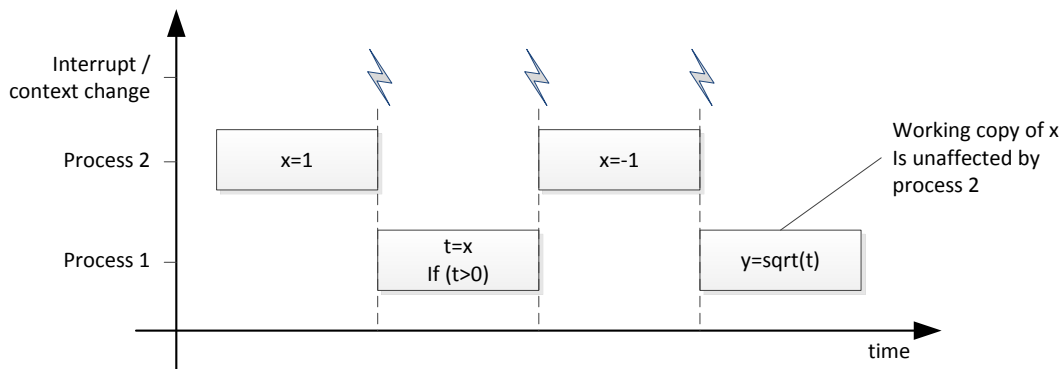 Interrupt /
context change
Process 2
x=1
x=-1
Working copy of x
Is unaffected by
process 2
Process 1
t=x
If (t>0)
y=sqrt(t)
time